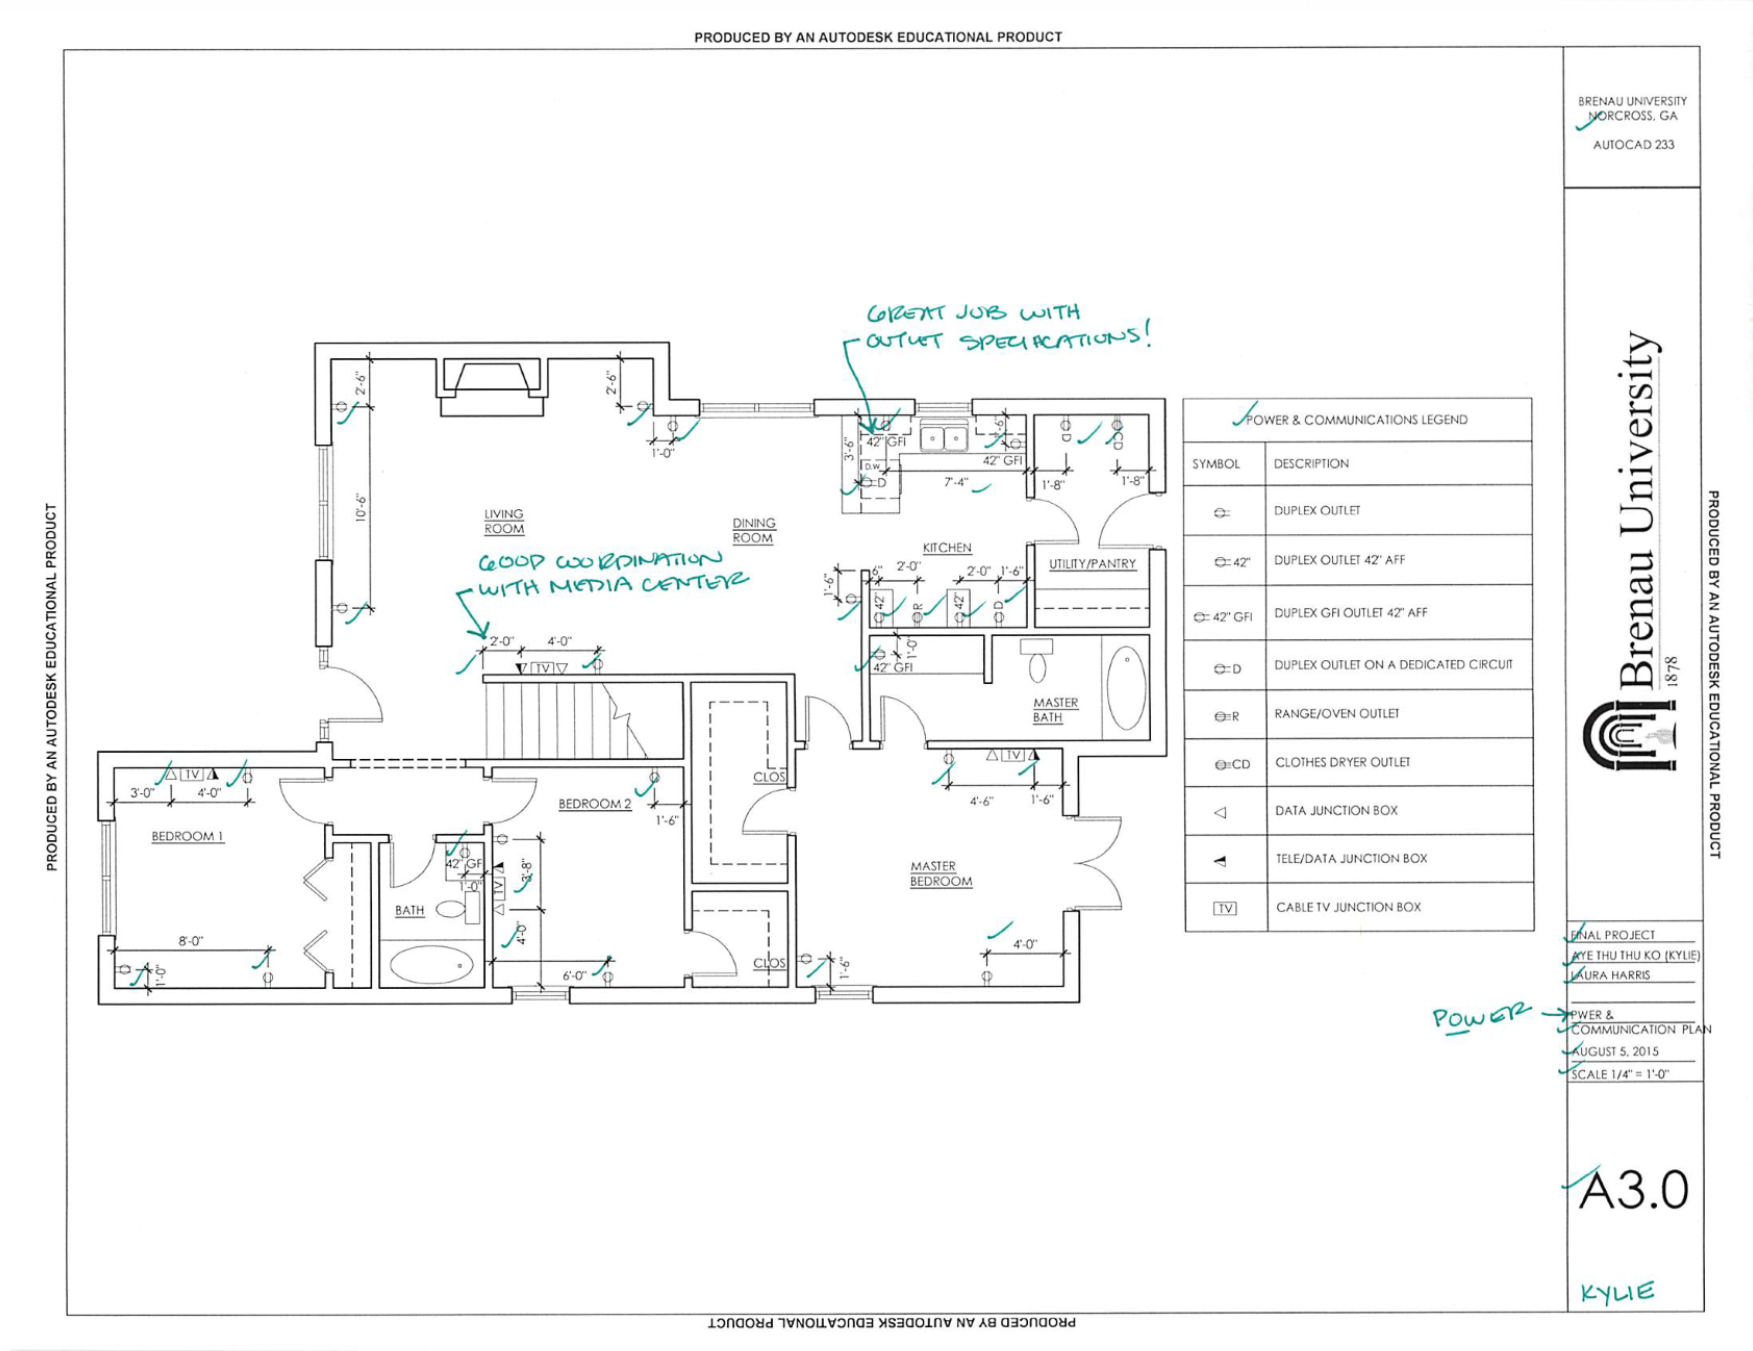 PRODUCED BY AN AUTODESK EDUCATIONAL PRODUCT
BRENAU UNIVERSITY
NORCROSS, GA
AUTOCAD 233
GREAT JOB WITH
OUTLET SPECIFICATIONS!
2'-6"
2'-6"
1'-0"
10'-6"
42" GFI
3'-6"
D.W
D
42" GFI
7'-4"
D
CD
1'-8"
1'-8"
LIVING
ROOM
DINING
ROOM
KITCHEN
UTILITY/PANTRY
GOOD COORDINATION
WITH MEDIA CENTER
1'-6"
6"
2'-0"
2'-0"
1'-6"
42"
R
42"
D
2'-0"
4'-0"
TV
1'-0"
42" GFI
MASTER
BATH
TV
3'-0"
4'-0"
BEDROOM 1
BEDROOM 2
1'-6"
CLOS
TV
4'-6"
1'-6"
42" GF
1'-0"
3'-8"
TV
BATH
4'-0"
MASTER
BEDROOM
8'-0"
1'-0"
6'-0"
CLOS
1'-6"
4'-0"
POWER & COMMUNICATIONS LEGEND
SYMBOL DESCRIPTION
DUPLEX OUTLET
42" DUPLEX OUTLET 42" AFF
42" GFI DUPLEX GFI OUTLET 42" AFF
D DUPLEX OUTLET ON A DEDICATED CIRCUIT
R RANGE/OVEN OUTLET
CD CLOTHES DRYER OUTLET
DATA JUNCTION BOX
TELE/DATA JUNCTION BOX
TV CABLE TV JUNCTION BOX
Brenau University
1878
FINAL PROJECT
AYE THU THU KO (KYLIE)
LAURA HARRIS
POWER
PWER &
COMMUNICATION PLAN
AUGUST 5, 2015
SCALE 1/4" = 1'-0"
A3.0
KYLIE
PRODUCED BY AN AUTODESK EDUCATIONAL PRODUCT
PRODUCED BY AN AUTODESK EDUCATIONAL PRODUCT
PRODUCED BY AN AUTODESK EDUCATIONAL PRODUCT